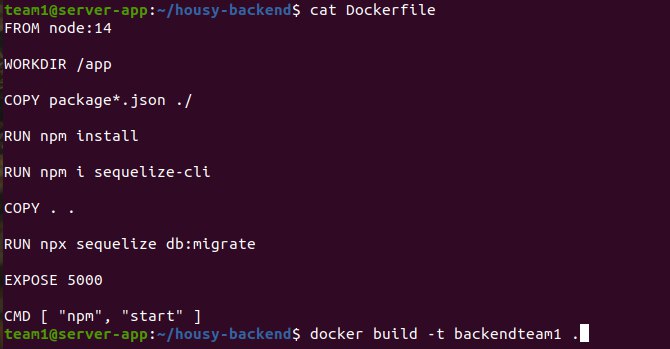 team1@server-app:~/housy-backend$ cat Dockerfile
FROM node:14
WORKDIR /app
COPY package*.json ./
RUN npm install
RUN npm i sequelize-cli
COPY . .
RUN npx sequelize db:migrate
EXPOSE 5000
CMD [ "npm", "start" ]
team1@server-app:~/housy-backend$ docker build -t backendteam1 .